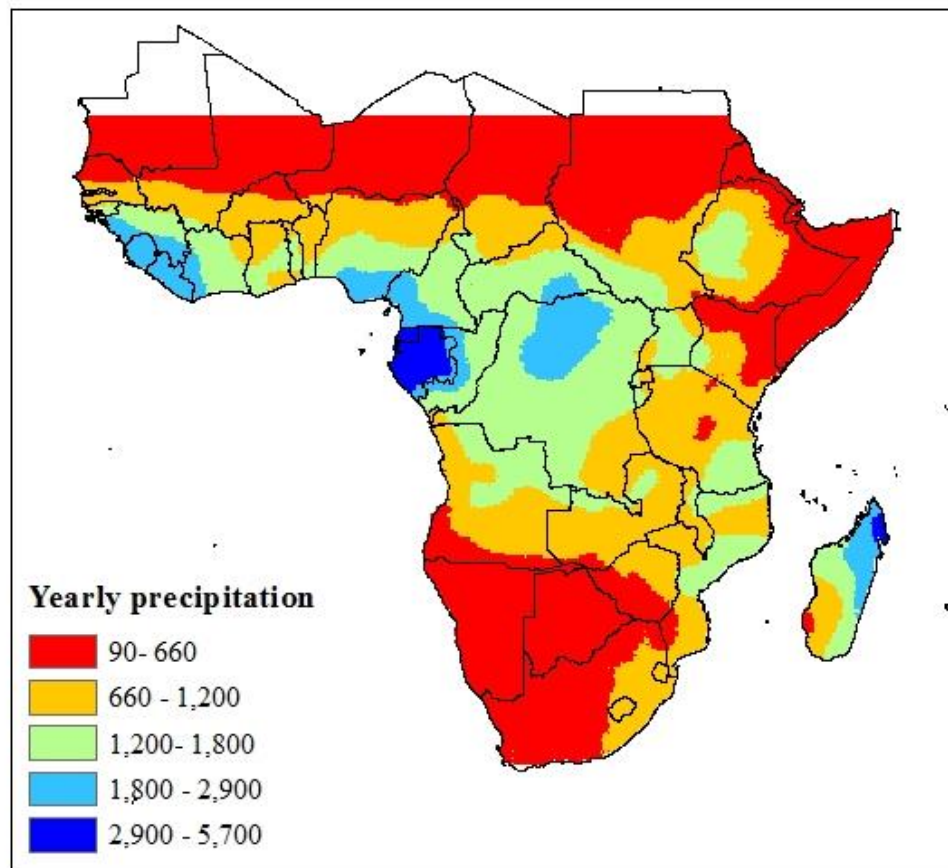 Yearly precipitation
90- 660
660 - 1,200
1,200- 1,800
1,800 - 2,900
2,900 - 5,700